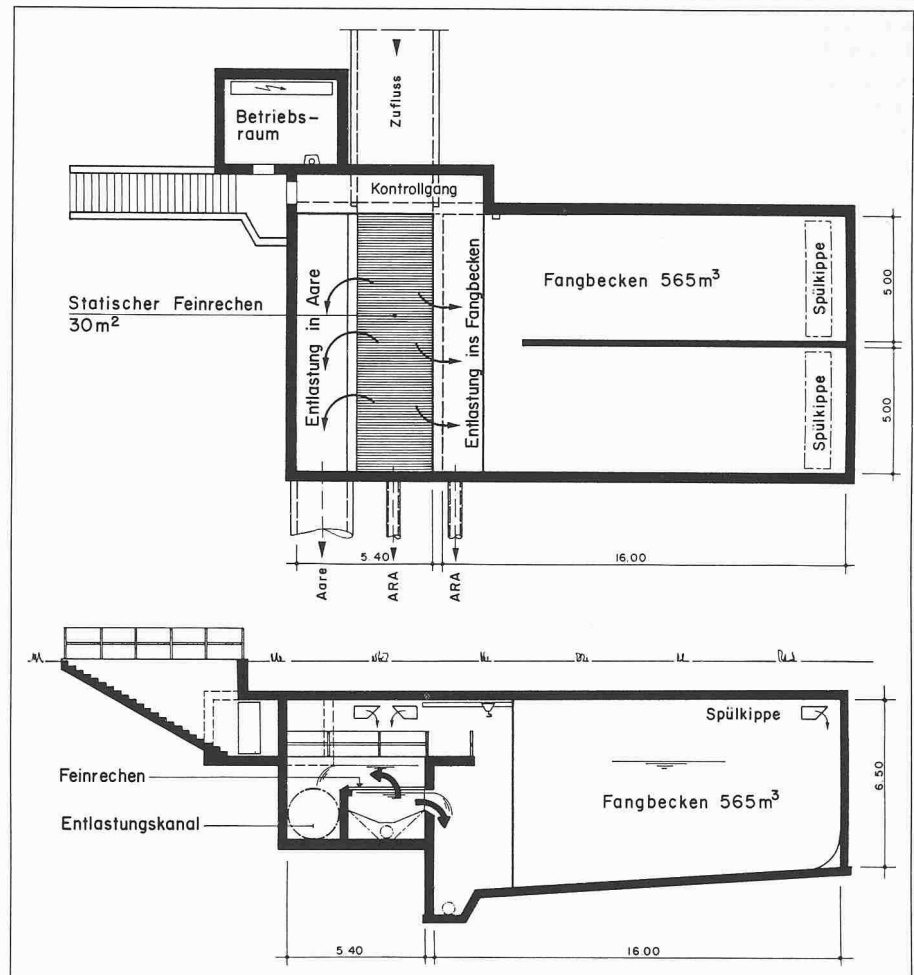 Zufluss
Betriebs-
raum
Kontrollgang
Statischer Feinrechen
30m²
Entlastung in Aare
Entlastung ins Fangbecken
Fangbecken 565m³
Spülkippe
Spülkippe
5.00
5.00
5.40
16.00
Aare
ARA
ARA
Spülkippe
Feinrechen
Entlastungskanal
Fangbecken 565m³
6.50
5.40
16.00